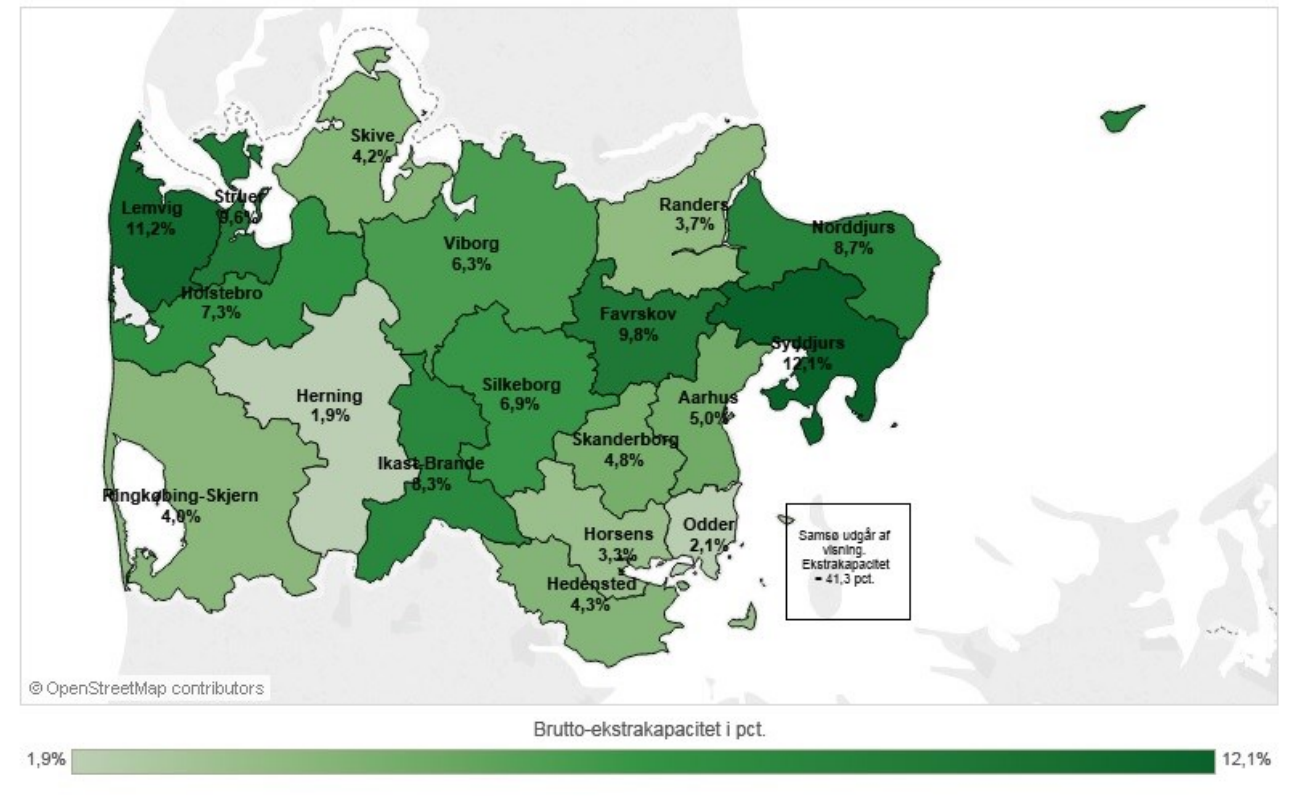 Skive
4,2%
Struer
9,6%
Lemvig
11,2%
Randers
3,7%
Norddjurs
8,7%
Viborg
6,3%
Holstebro
7,3%
Favrskov
9,8%
Syddjurs
12,1%
Silkeborg
6,9%
Herning
1,9%
Aarhus
5,0%
Skanderborg
4,8%
Ikast-Brande
8,3%
Ringkøbing-Skjern
4,0%
Horsens
3,3%
Odder
2,1%
Hedensted
4,3%
Samsø udgår af
visning.
Ekstrakapacitet
= 41,3 pct.
© OpenStreetMap contributors
Brutto-ekstrakapacitet i pct.
1,9%
12,1%